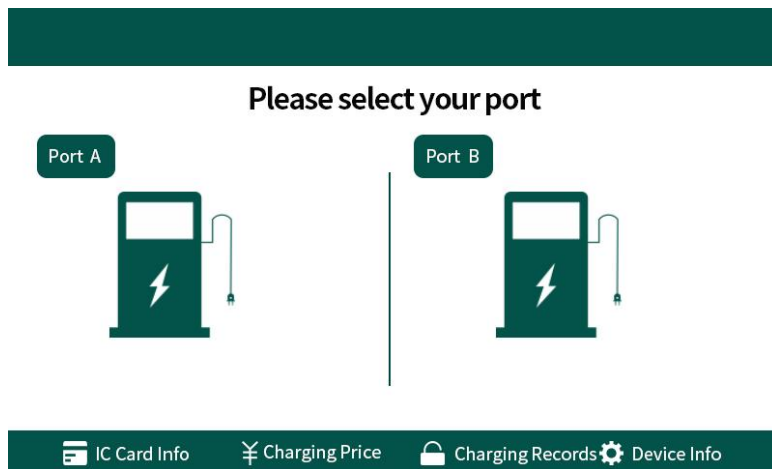 Please select your port
Port A
Port B
IC Card Info
¥ Charging Price
Charging Records
Device Info